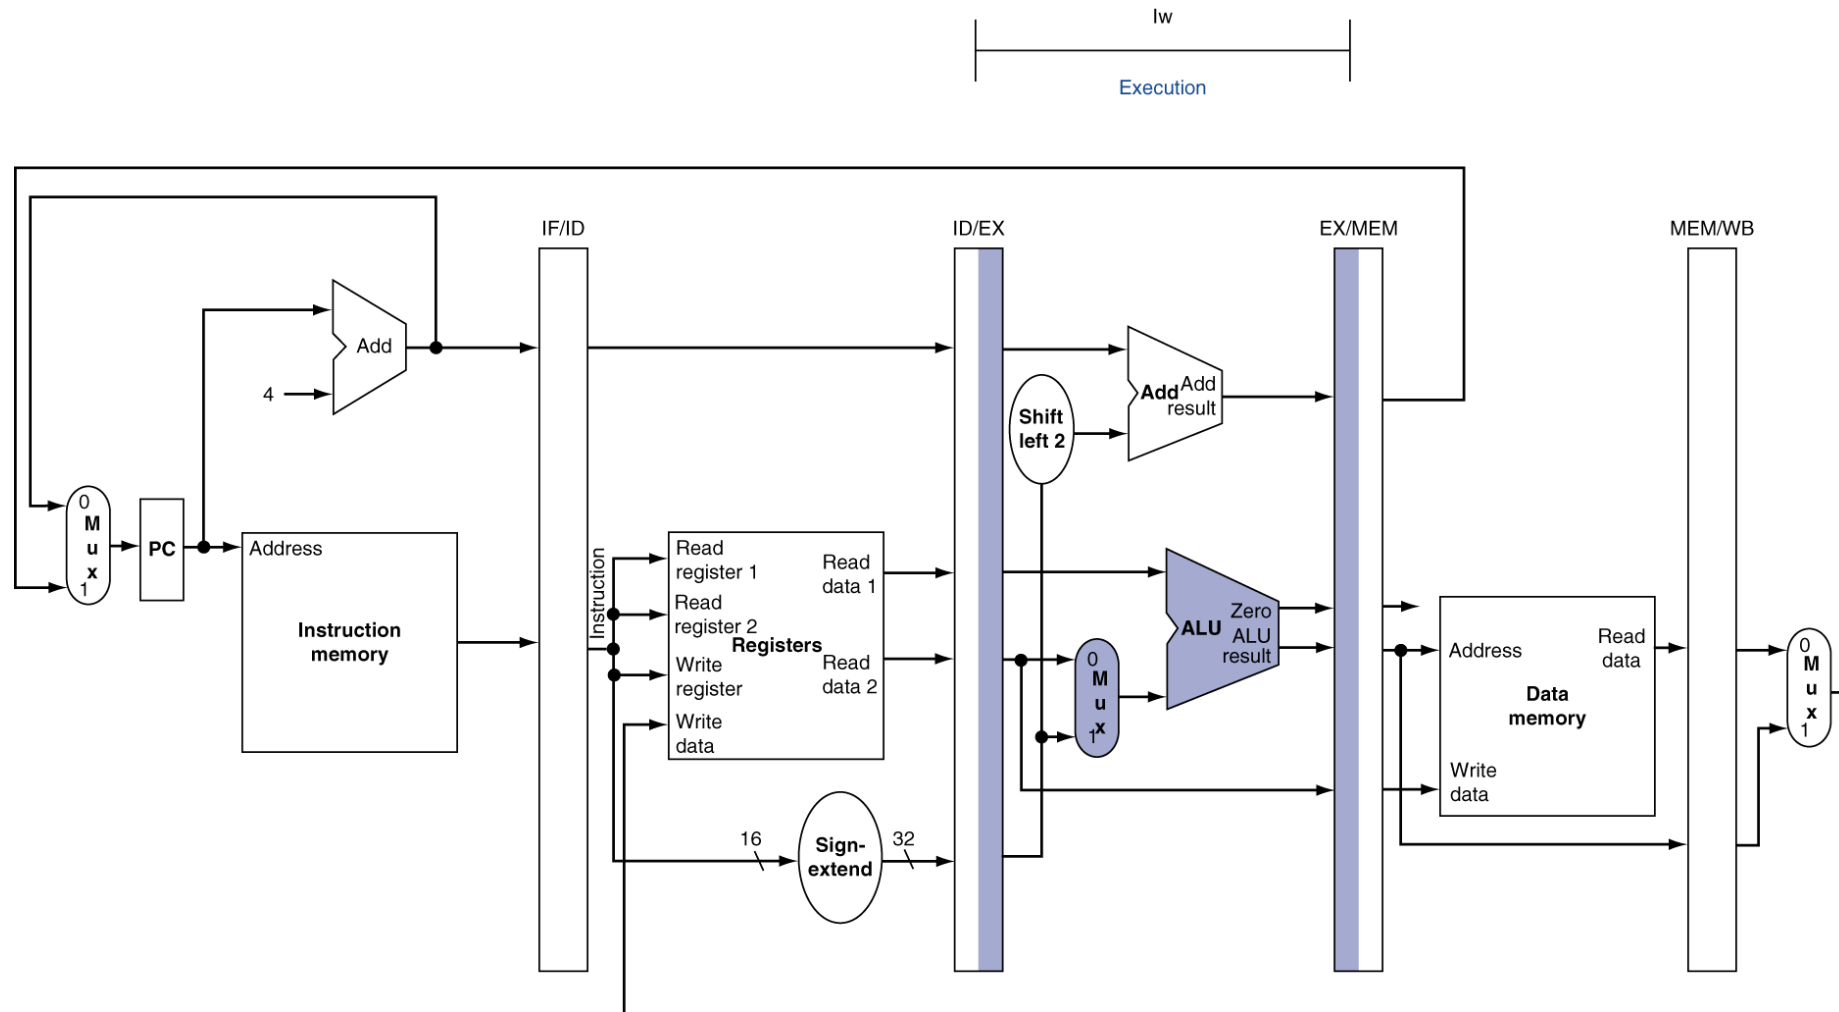 lw
Execution
IF/ID
ID/EX
EX/MEM
MEM/WB
Add
4
Add
Add
result
Shift
left 2
0
M
u
x
1
PC
Address
Instruction
memory
Instruction
Read
register 1
Read
register 2
Write
register
Write
data
Registers
Read
data 1
Read
data 2
16
Sign-
extend
32
0
M
u
x
1
ALU
Zero
ALU
result
Address
Read
data
Data
memory
Write
data
0
M
u
x
1